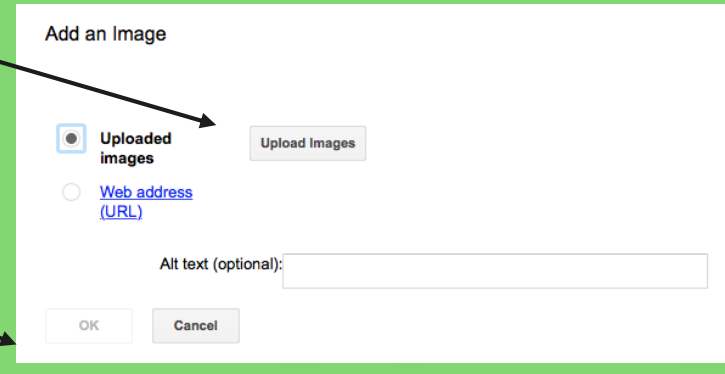 Add an Image
Uploaded Upload Images
images
Web address
(URL)
Alt text (optional):
OK Cancel